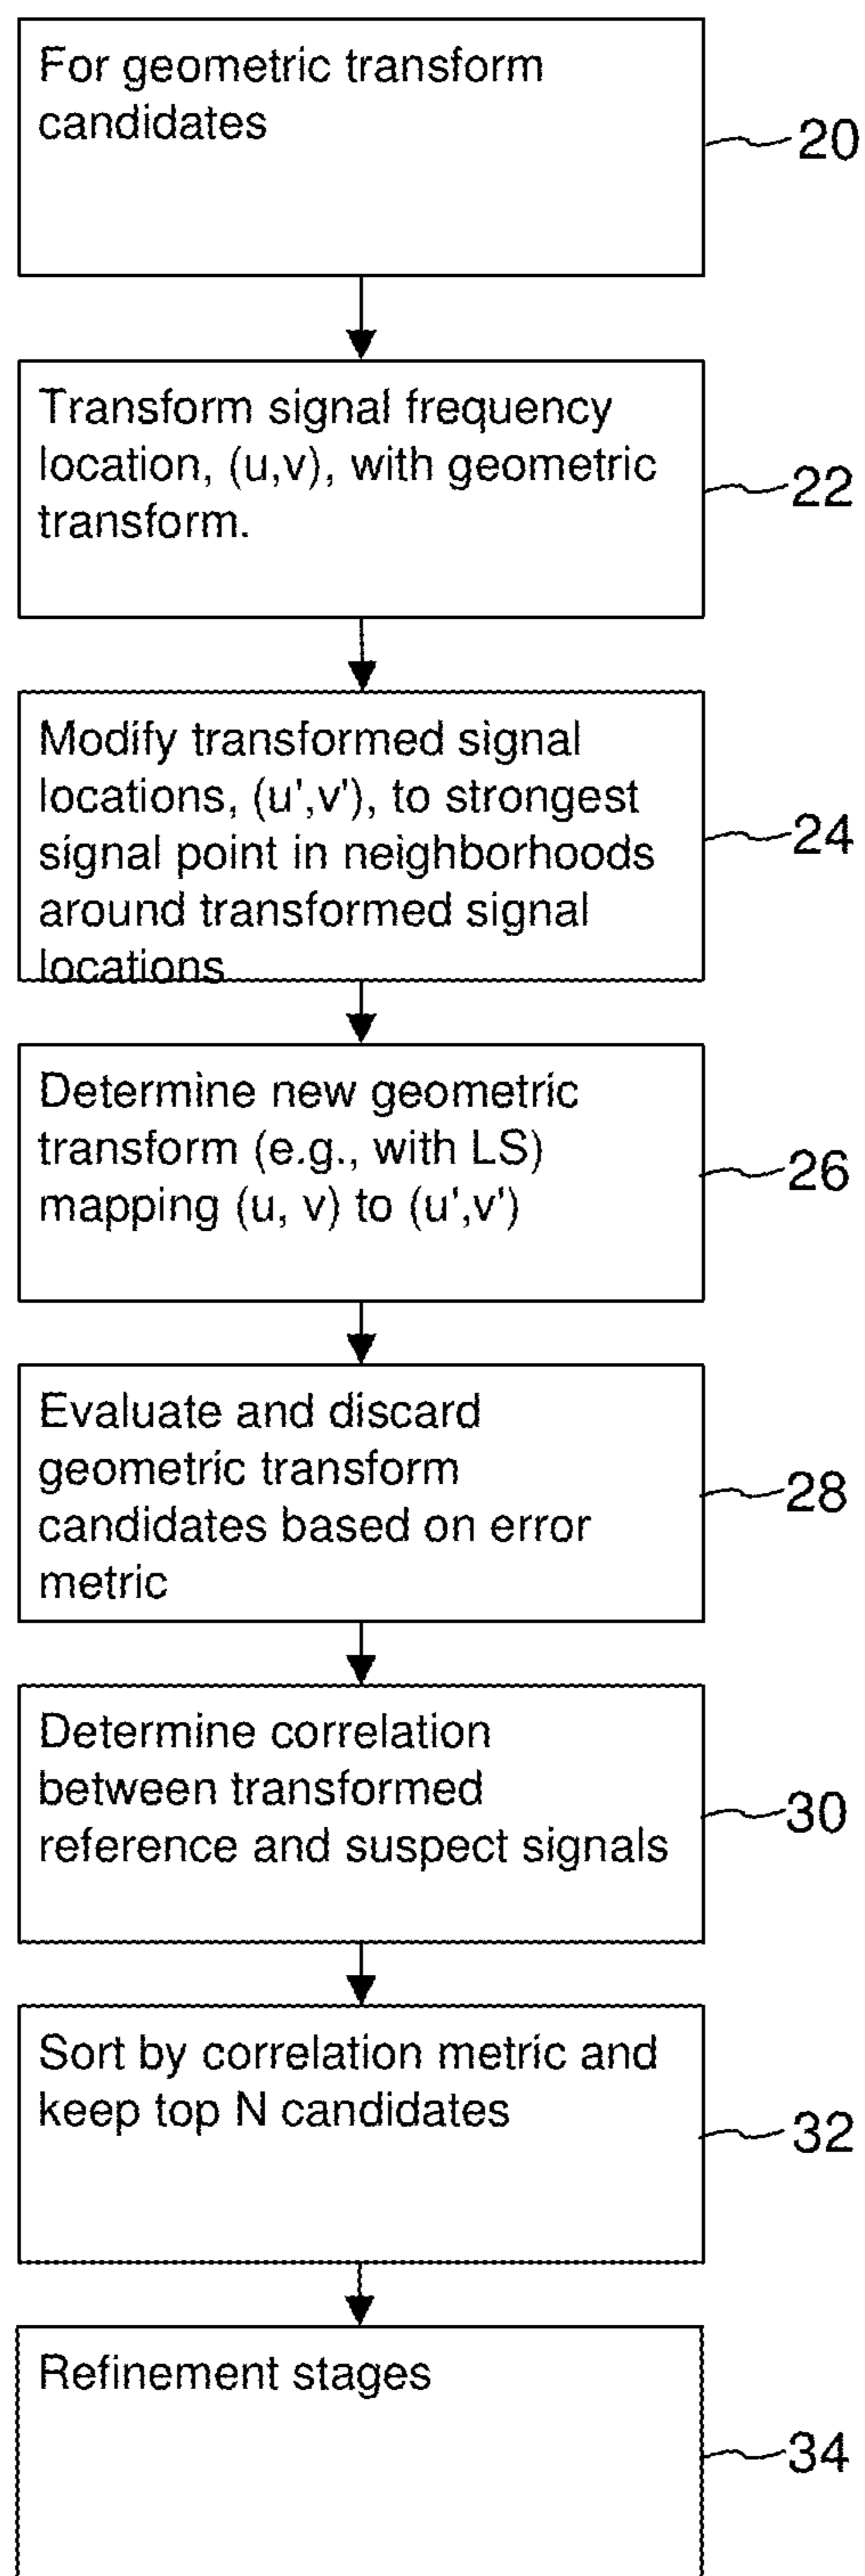 For geometric transform
candidates
20
Transform signal frequency
location, (u,v), with geometric
transform.
22
Modify transformed signal
locations, (u',v'), to strongest
signal point in neighborhoods
around transformed signal
locations
24
Determine new geometric
transform (e.g., with LS)
mapping (u, v) to (u',v')
26
Evaluate and discard
geometric transform
candidates based on error
metric
28
Determine correlation
between transformed
reference and suspect signals
30
Sort by correlation metric and
keep top N candidates
32
Refinement stages
34